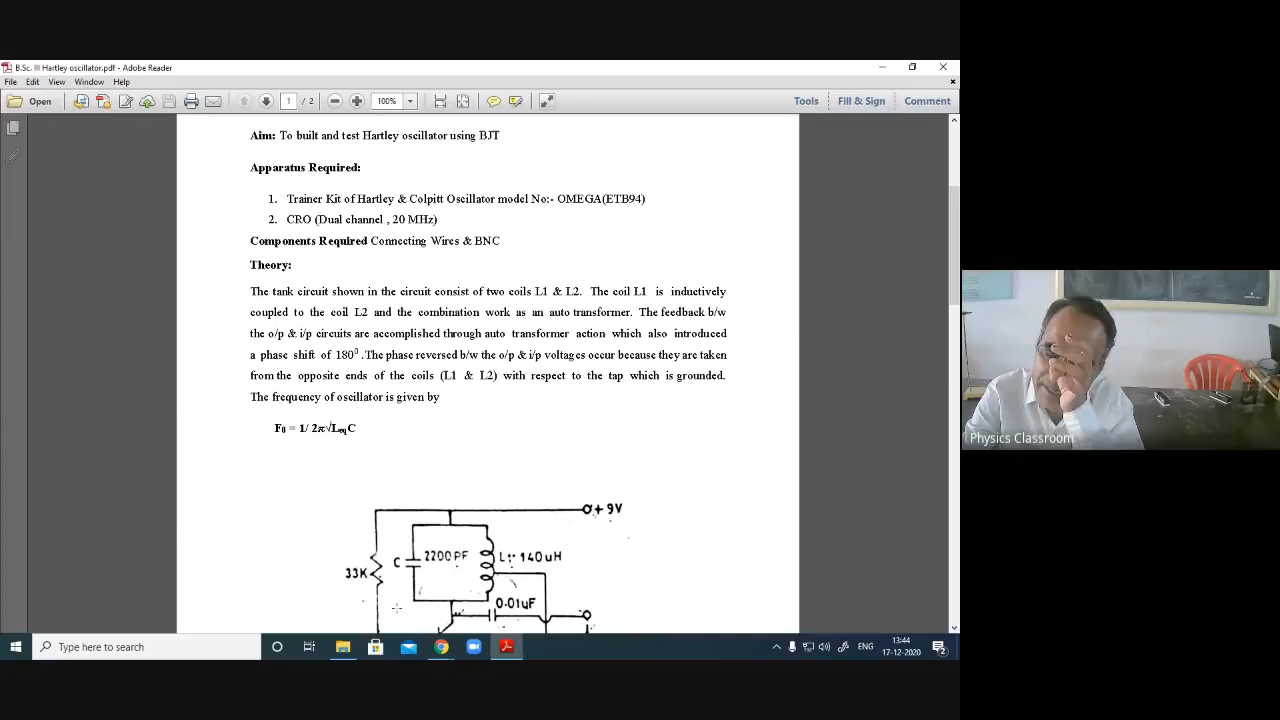 B.Sc. III Hartley oscillator.pdf - Adobe Reader
File Edit View Window Help
Open 1 / 2 100% Tools Fill & Sign Comment
Aim: To built and test Hartley oscillator using BJT
Apparatus Required:
1. Trainer Kit of Hartley & Colpitt Oscillator model No:- OMEGA(ETB94)
2. CRO (Dual channel , 20 MHz)
Components Required Connecting Wires & BNC
Theory:
The tank circuit shown in the circuit consist of two coils L1 & L2. The coil L1 is inductively
coupled to the coil L2 and the combination work as an auto transformer. The feedback b/w
the o/p & i/p circuits are accomplished through auto transformer action which also introduced
a phase shift of 180⁰ .The phase reversed b/w the o/p & i/p voltages occur because they are taken
from the opposite ends of the coils (L1 & L2) with respect to the tap which is grounded.
The frequency of oscillator is given by
F₀ = 1/ 2π√LeqC
+ 9V
C 2200 PF L 140 uH
33K
0.01uF
Physics Classroom
Type here to search
ENG
13:44
17-12-2020
2